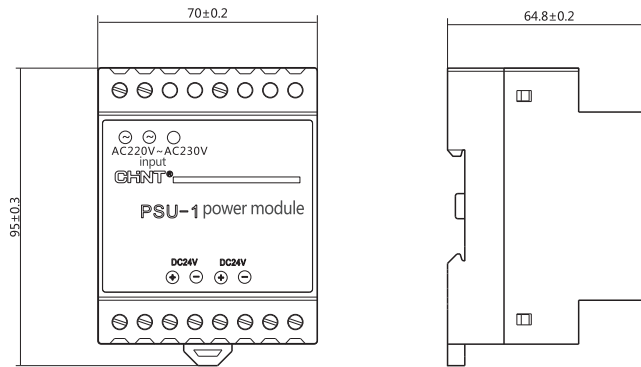 70±0.2
64.8±0.2
95±0.3
AC220V~AC230V
input
CHNT®
PSU-1 power module
DC24V DC24V